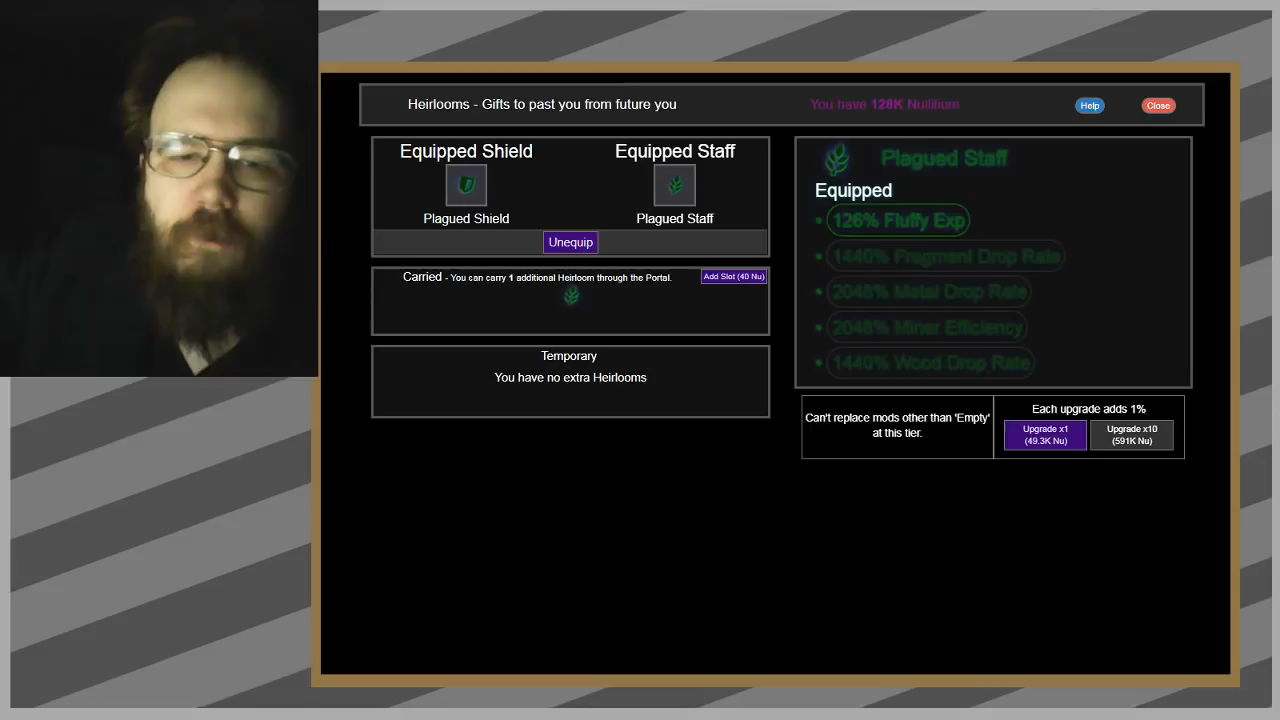 Heirlooms - Gifts to past you from future you
You have 128K Nullifium
Help
Close
Equipped Shield
Equipped Staff
Plagued Shield
Plagued Staff
Unequip
Carried - You can carry 1 additional Heirloom through the Portal.
Add Slot (40 Nu)
Temporary
You have no extra Heirlooms
Plagued Staff
Equipped
• 126% Fluffy Exp
• 1440% Fragment Drop Rate
• 2048% Metal Drop Rate
• 2048% Miner Efficiency
• 1440% Wood Drop Rate
Can't replace mods other than 'Empty'
at this tier.
Each upgrade adds 1%
Upgrade x1
(49.3K Nu)
Upgrade x10
(591K Nu)